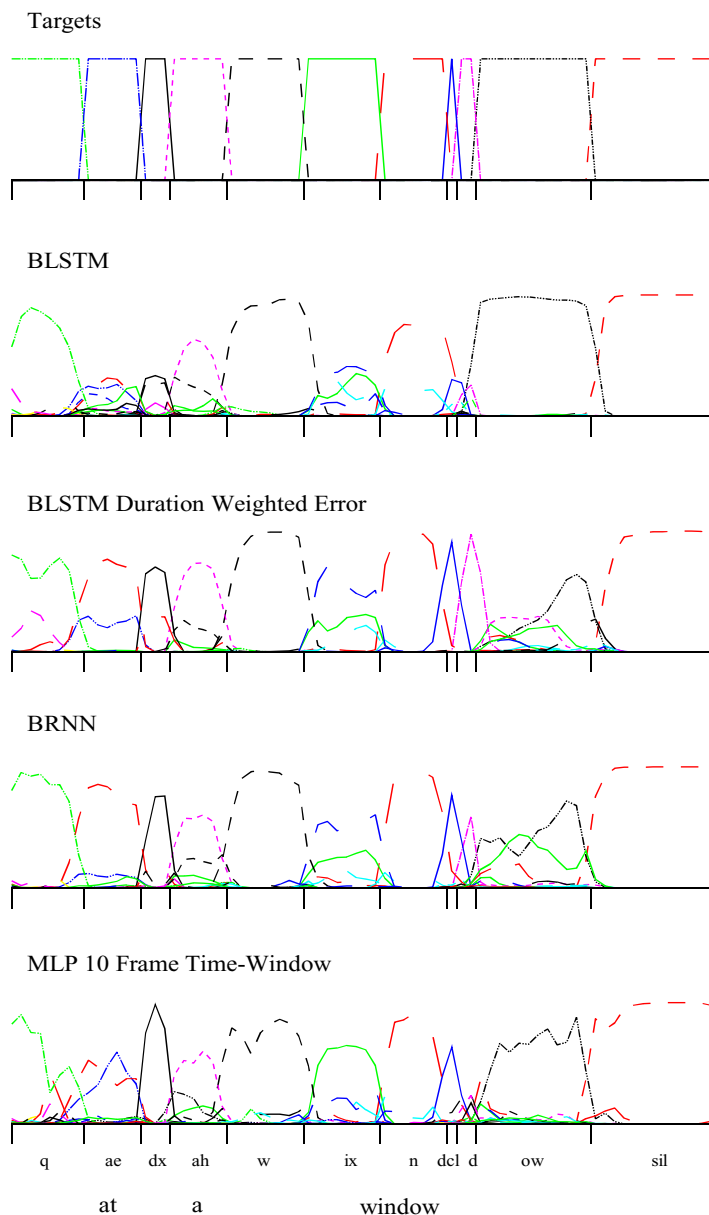 Targets
BLSTM
BLSTM Duration Weighted Error
BRNN
MLP 10 Frame Time-Window
q ae dx ah w ix n dcl d ow sil
at a window